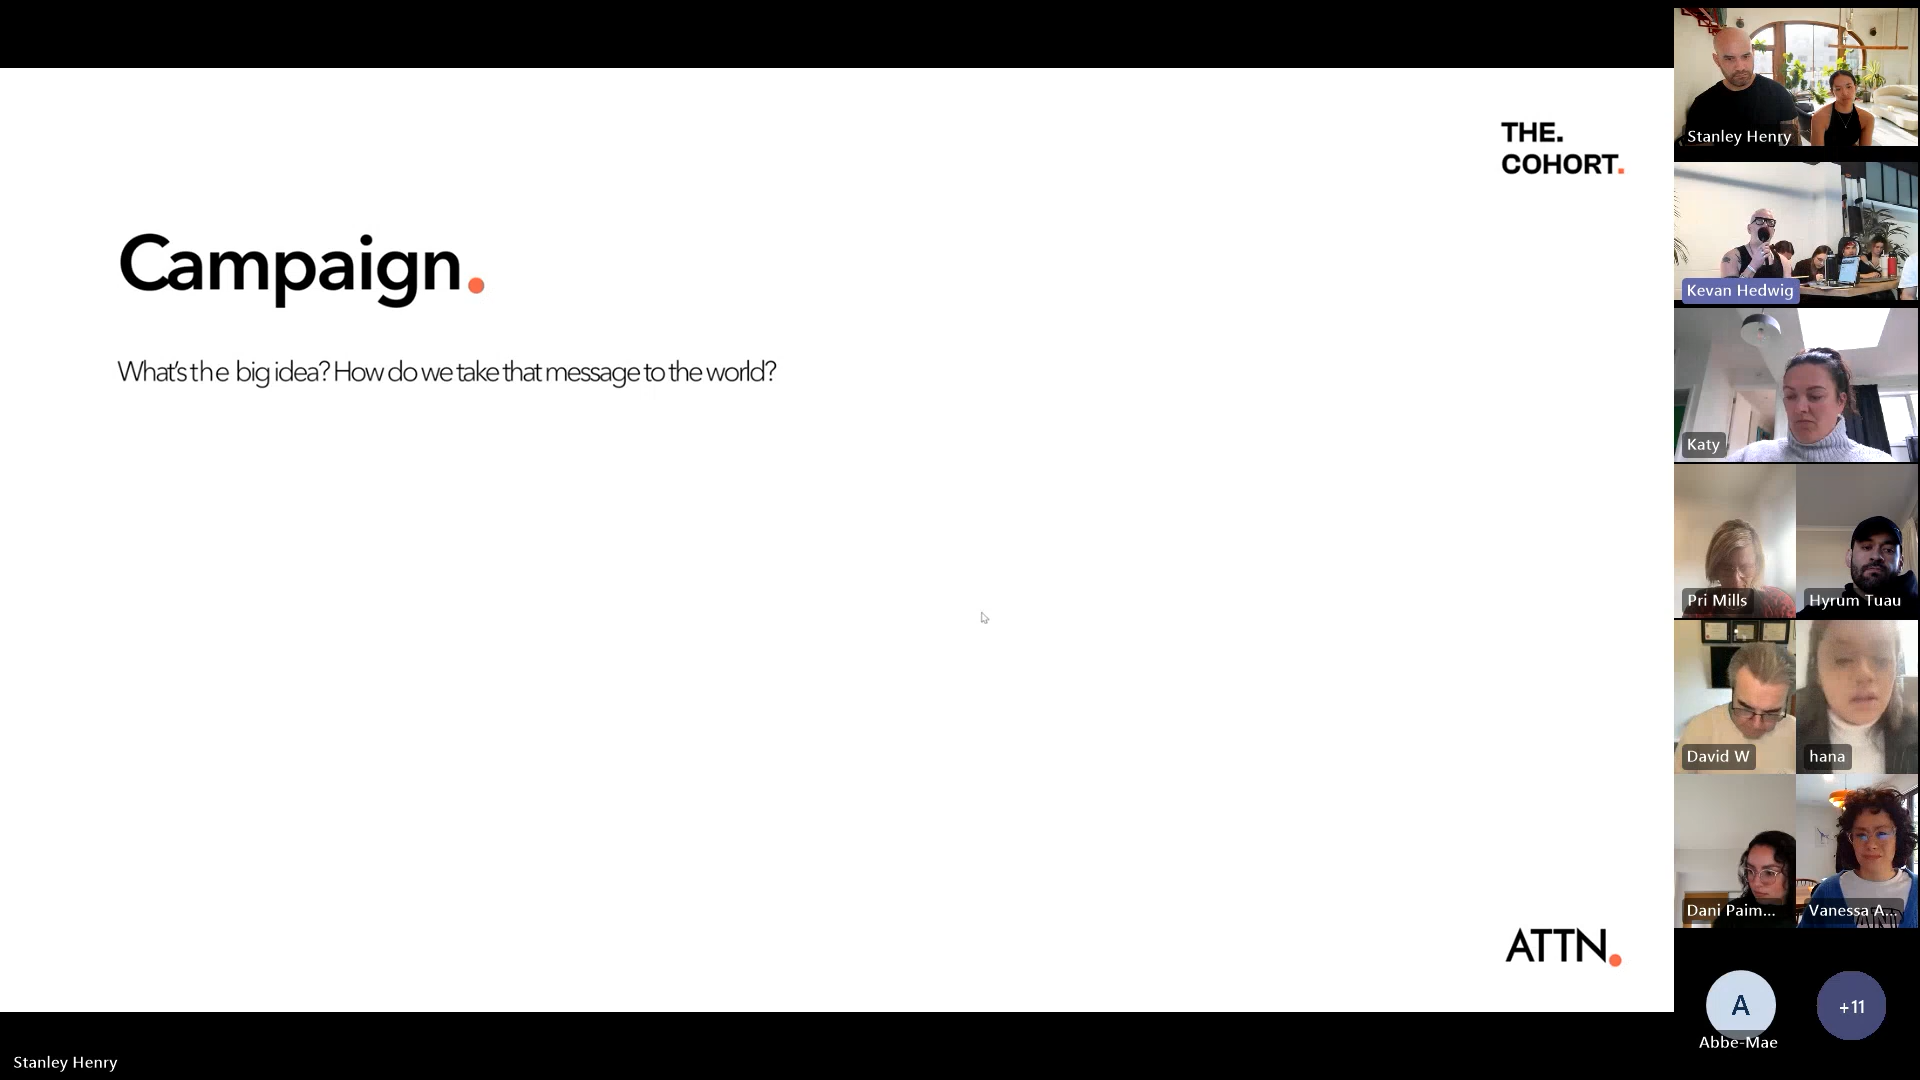 THE.
COHORT.
Campaign.
What's the big idea? How do we take that message to the world?
ATTN.
Stanley Henry
Stanley Henry
Kevan Hedwig
Katy
Pri Mills
Hyrum Tuau
David W
hana
Dani Paim...
Vanessa A...
A
+11
Abbe-Mae